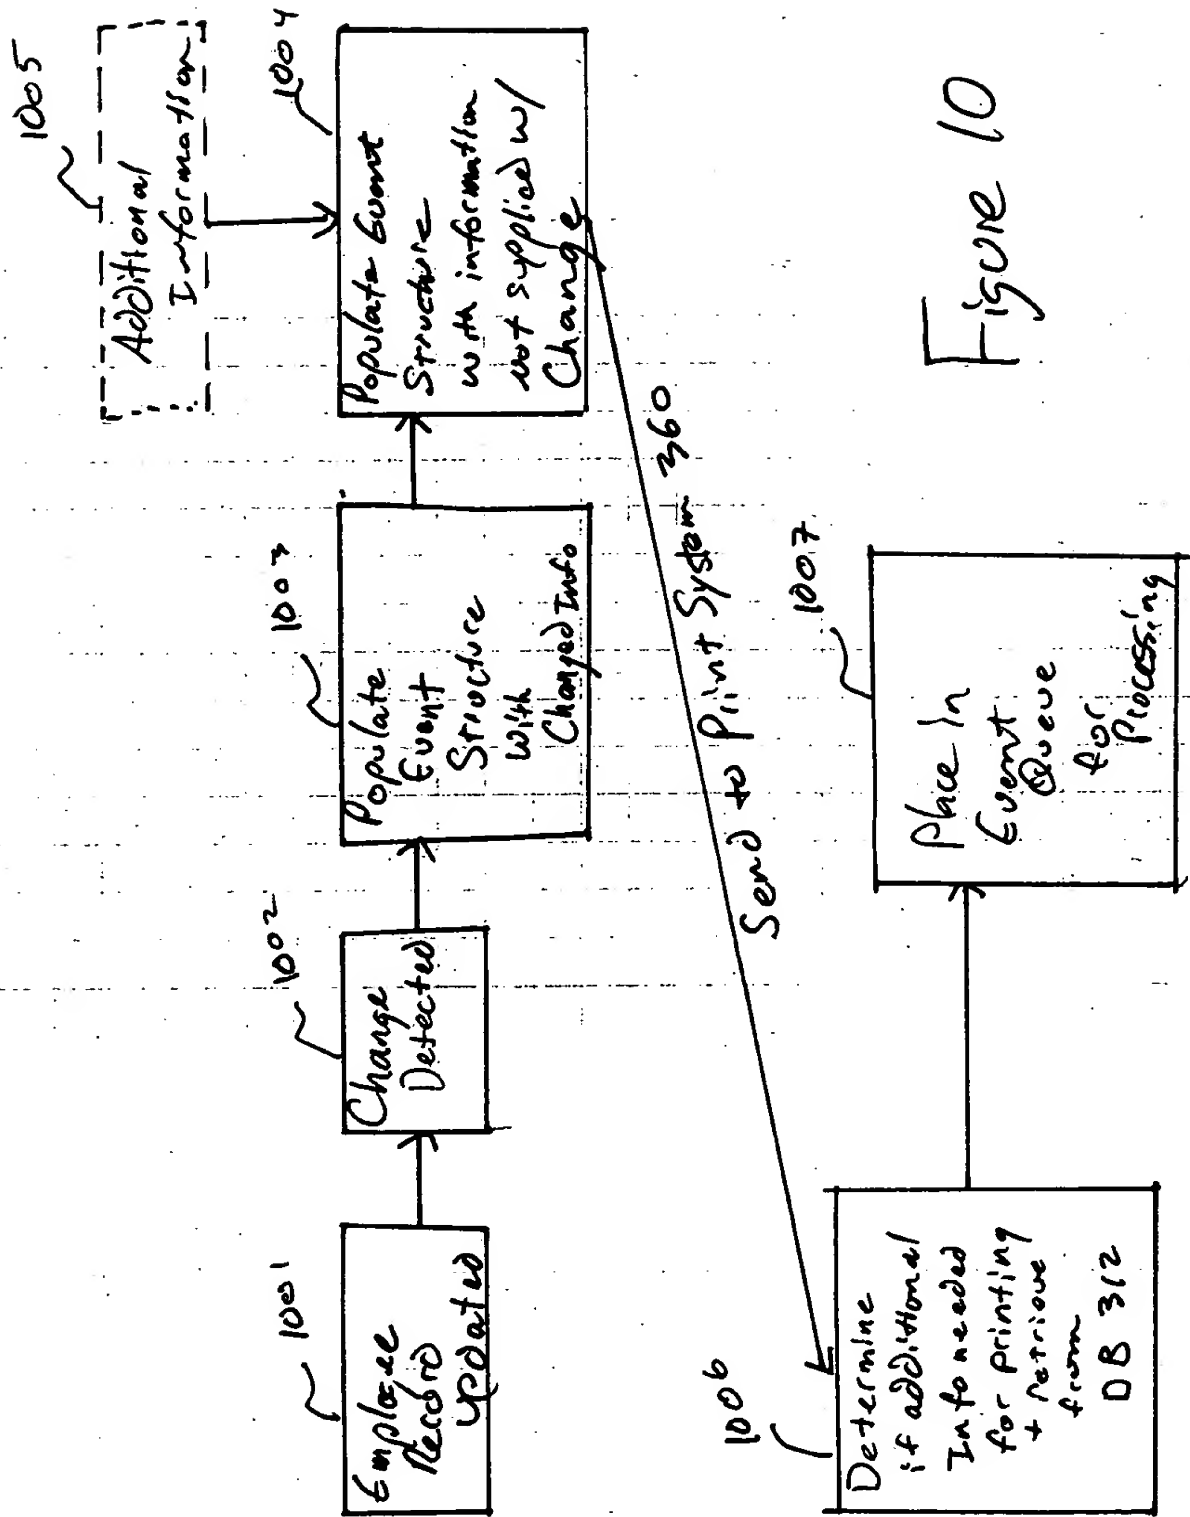 1001
Employee
Record
Updated
1002
Change
Detected
1003
Populate
Event
Structure
with
Changed Info
1005
Additional
Information
1004
Populate Event
Structure
with information
not supplied w/
Change
Send to Print System 360
1006
Determine
if additional
Info needed
for printing
+ retrieve
from
DB 312
1007
Place In
Event
Queue
for
Processing
Figure 10